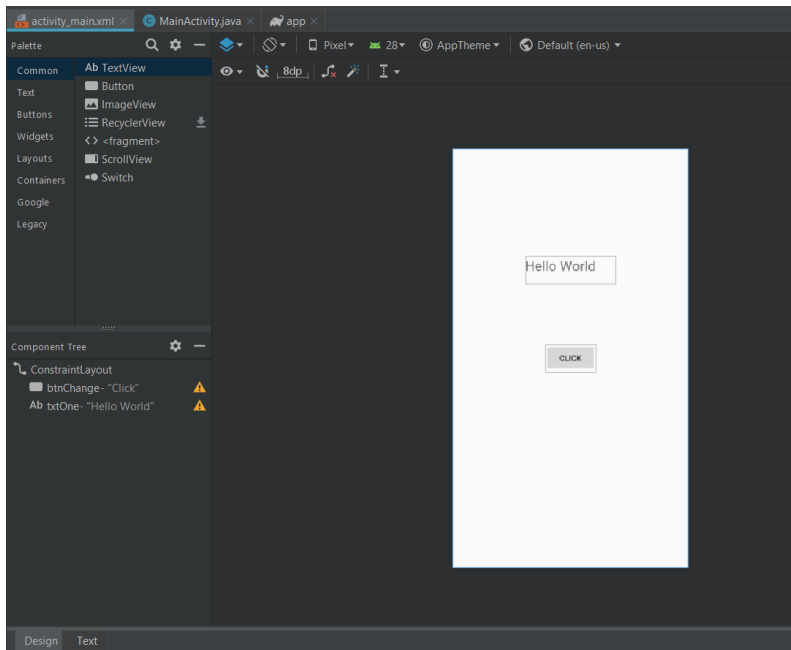 activity_main.xml MainActivity.java app
Palette Pixel 28 AppTheme Default (en-us)
8dp
Common
Text
Buttons
Widgets
Layouts
Containers
Google
Legacy
Ab TextView
Button
ImageView
RecyclerView
<fragment>
ScrollView
Switch
Component Tree
ConstraintLayout
btnChange- "Click"
Ab txtOne- "Hello World"
Hello World
CLICK
Design Text